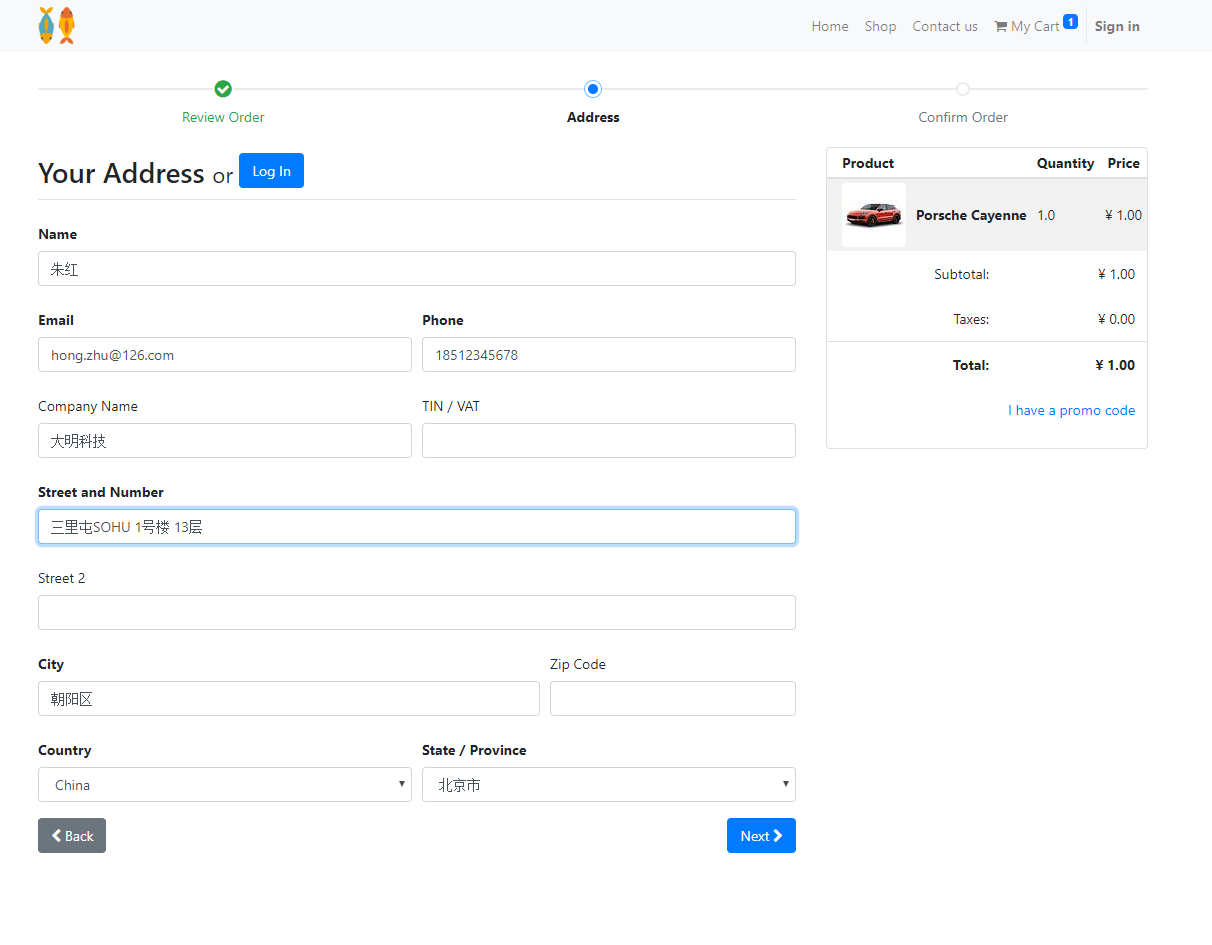 Home Shop Contact us My Cart 1 Sign in
Review Order Address Confirm Order
Your Address or Log In
Name
朱红
Email Phone
hong.zhu@126.com 18512345678
Company Name TIN / VAT
大明科技
Street and Number
三里屯SOHU 1号楼 13层
Street 2
City Zip Code
朝阳区
Country State / Province
China 北京市
Back Next
Product Quantity Price
Porsche Cayenne 1.0 ¥ 1.00
Subtotal: ¥ 1.00
Taxes: ¥ 0.00
Total: ¥ 1.00
I have a promo code